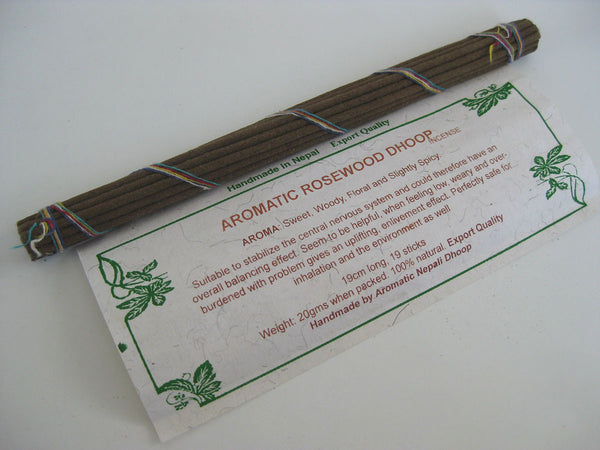 Handmade in Nepal Export Quality
AROMATIC ROSEWOOD DHOOP INCENSE
AROMA: Sweet, Woody, Floral and Slightly Spicy.
Suitable to stabilize the central nervous system and could therefore have an
overall balancing effect. Seem to be helpful, when feeling low, weary and over-
burdened with problem gives an uplifting, enlivement effect. Perfectly safe for
inhalation and the environment as well
19cm long, 19 sticks
Weight: 20gms when packed. 100% natural. Export Quality
Handmade by Aromatic Nepali Dhoop